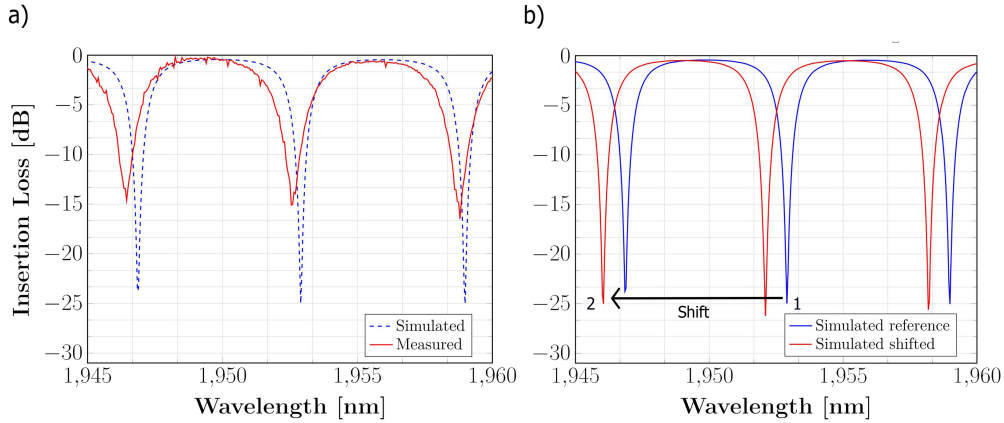 a)
Insertion Loss [dB]
0
−5
−10
−15
−20
−25
−30
Simulated
Measured
1,945
1,950
1,955
1,960
Wavelength [nm]
b)
0
−5
−10
−15
−20
−25
−30
2
Shift
1
Simulated reference
Simulated shifted
1,945
1,950
1,955
1,960
Wavelength [nm]